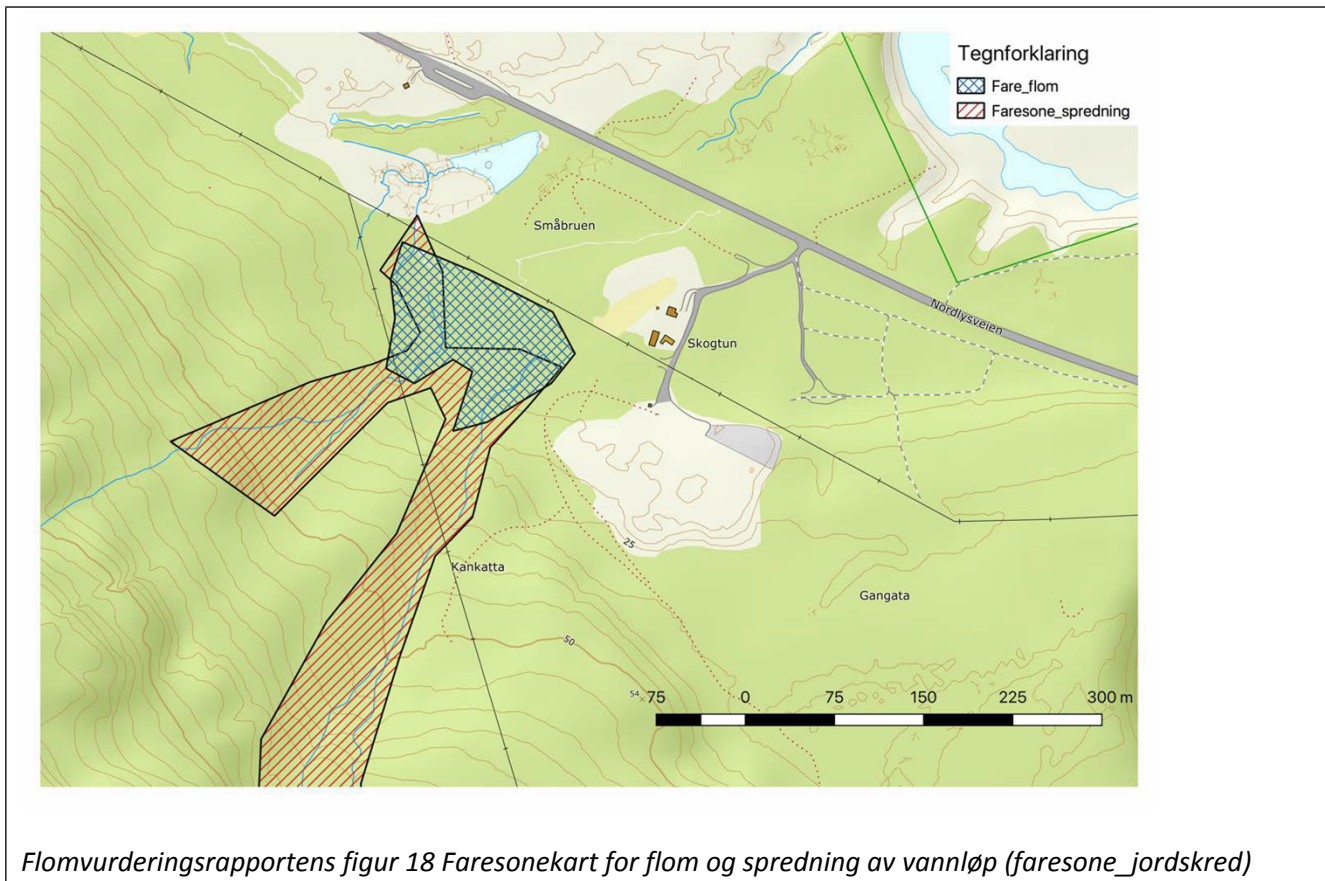 Tegnforklaring
Fare_flom
Faresone_spredning
Småbruen
Nordlysveien
Skogtun
25
Kankatta
Gangata
50
54
75 0 75 150 225 300 m
Flomvurderingsrapportens figur 18 Faresonekart for flom og spredning av vannløp (faresone_jordskred)